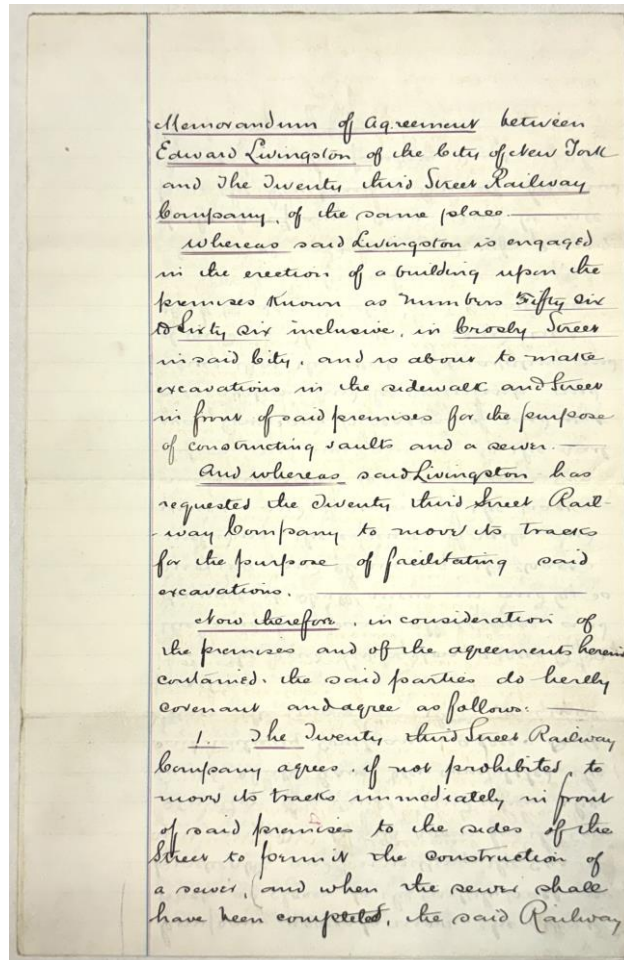 Memorandum of Agreement between
Edward Livingston of the City of New York
and The Twenty third Street Railway
Company, of the same place.
Whereas said Livingston is engaged
in the erection of a building upon the
premises known as numbers Fifty six
to Sixty six inclusive, in Crosby Street
in said City, and is about to make
excavations in the sidewalk and Street
in front of said premises for the purpose
of constructing vaults and a sewer.
And whereas said Livingston has
requested the Twenty third Street Rail-
-way Company to move its tracks
for the purpose of facilitating said
excavations.
Now therefore, in consideration of
the premises and of the agreements herein
contained, the said parties do hereby
covenant and agree as follows:
1. The Twenty third Street Railway
Company agrees, if not prohibited, to
move its tracks immediately in front
of said premises to the sides of the
Street to permit the construction of
a sewer, (and when the sewer shall
have been completed, the said Railway